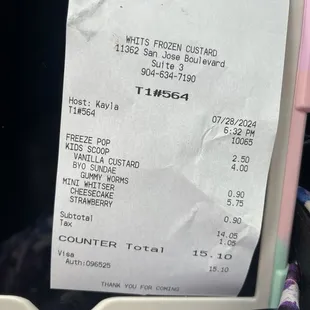 WHITS FROZEN CUSTARD
11362 San Jose Boulevard
Suite 3
904-634-7190
T1#564
Host: Kayla
07/28/2024
T1#564
6:32 PM
10065
FREEZE POP 2.50
KIDS SCOOP 4.00
VANILLA CUSTARD
BYO SUNDAE
GUMMY WORMS 0.90
MINI WHITSER 5.75
CHEESECAKE
STRAWBERRY 0.90
Subtotal 14.05
Tax 1.05
COUNTER Total 15.10
Visa 15.10
Auth:096525
THANK YOU FOR COMING